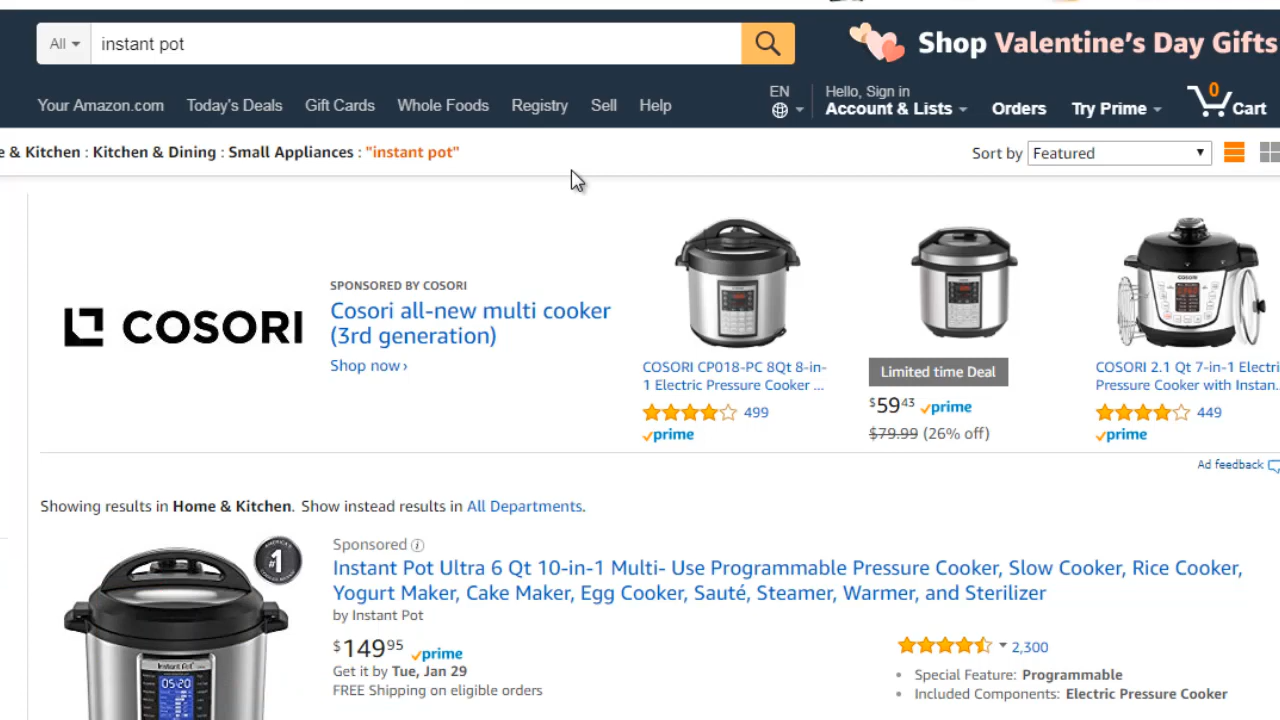 All
instant pot
Shop Valentine's Day Gifts
Your Amazon.com Today's Deals Gift Cards Whole Foods Registry Sell Help
EN
Hello, Sign in
Account & Lists
Orders
Try Prime
0
Cart
e & Kitchen : Kitchen & Dining : Small Appliances : "instant pot"
Sort by Featured
COSORI
SPONSORED BY COSORI
Cosori all-new multi cooker
(3rd generation)
Shop now ›
COSORI CP018-PC 8Qt 8-in-
1 Electric Pressure Cooker ...
499
prime
Limited time Deal
$59 43 prime
$79.99 (26% off)
COSORI 2.1 Qt 7-in-1 Electri
Pressure Cooker with Instan..
449
prime
Ad feedback
Showing results in Home & Kitchen. Show instead results in All Departments.
#1
Sponsored
Instant Pot Ultra 6 Qt 10-in-1 Multi- Use Programmable Pressure Cooker, Slow Cooker, Rice Cooker,
Yogurt Maker, Cake Maker, Egg Cooker, Sauté, Steamer, Warmer, and Sterilizer
by Instant Pot
$149 95 prime
Get it by Tue, Jan 29
FREE Shipping on eligible orders
2,300
Special Feature: Programmable
Included Components: Electric Pressure Cooker
Instant Pot
05:20